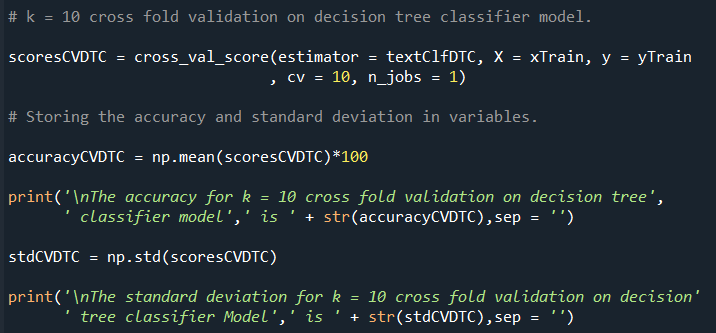 # k = 10 cross fold validation on decision tree classifier model.
scoresCVDTC = cross_val_score(estimator = textClfDTC, X = xTrain, y = yTrain
, cv = 10, n_jobs = 1)
# Storing the accuracy and standard deviation in variables.
accuracyCVDTC = np.mean(scoresCVDTC)*100
print('\nThe accuracy for k = 10 cross fold validation on decision tree',
' classifier model',' is ' + str(accuracyCVDTC),sep = '')
stdCVDTC = np.std(scoresCVDTC)
print('\nThe standard deviation for k = 10 cross fold validation on decision'
' tree classifier Model',' is ' + str(stdCVDTC),sep = '')